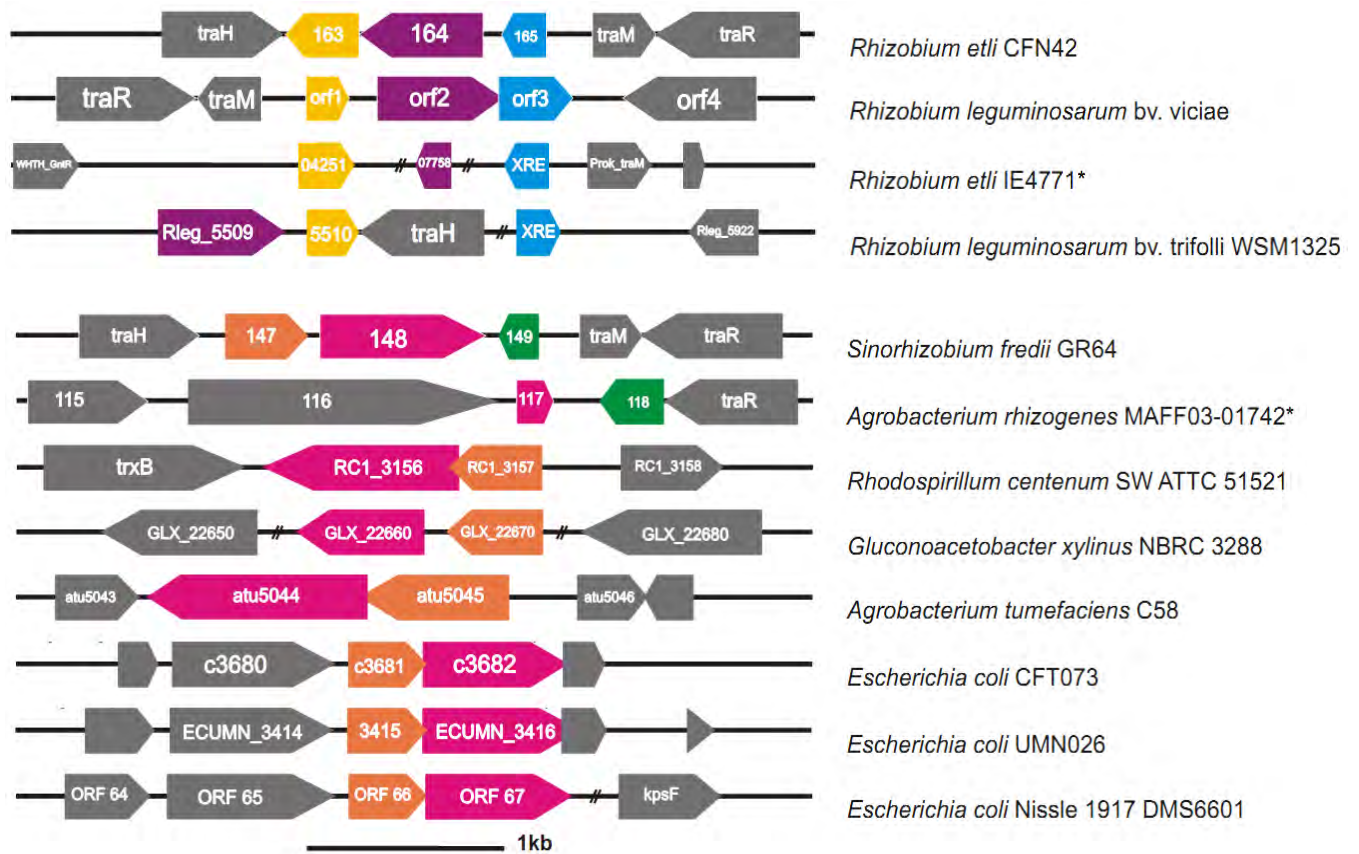 traH 163 164 165 traM traR Rhizobium etli CFN42
traR traM orf1 orf2 orf3 orf4 Rhizobium leguminosarum bv. viciae
WHTH_GntR 04251 // 07758 // XRE Prok_traM Rhizobium etli IE4771*
Rleg_5509 5510 traH // XRE Rleg_5922 Rhizobium leguminosarum bv. trifolli WSM1325
traH 147 148 149 traM traR Sinorhizobium fredii GR64
115 116 117 118 traR Agrobacterium rhizogenes MAFF03-01742*
trxB RC1_3156 RC1_3157 RC1_3158 Rhodospirillum centenum SW ATTC 51521
GLX_22650 // GLX_22660 GLX_22670 // GLX_22680 Gluconoacetobacter xylinus NBRC 3288
atu5043 atu5044 atu5045 atu5046 Agrobacterium tumefaciens C58
c3680 c3681 c3682 Escherichia coli CFT073
ECUMN_3414 3415 ECUMN_3416 Escherichia coli UMN026
ORF 64 ORF 65 ORF 66 ORF 67 // kpsF Escherichia coli Nissle 1917 DMS6601
1kb